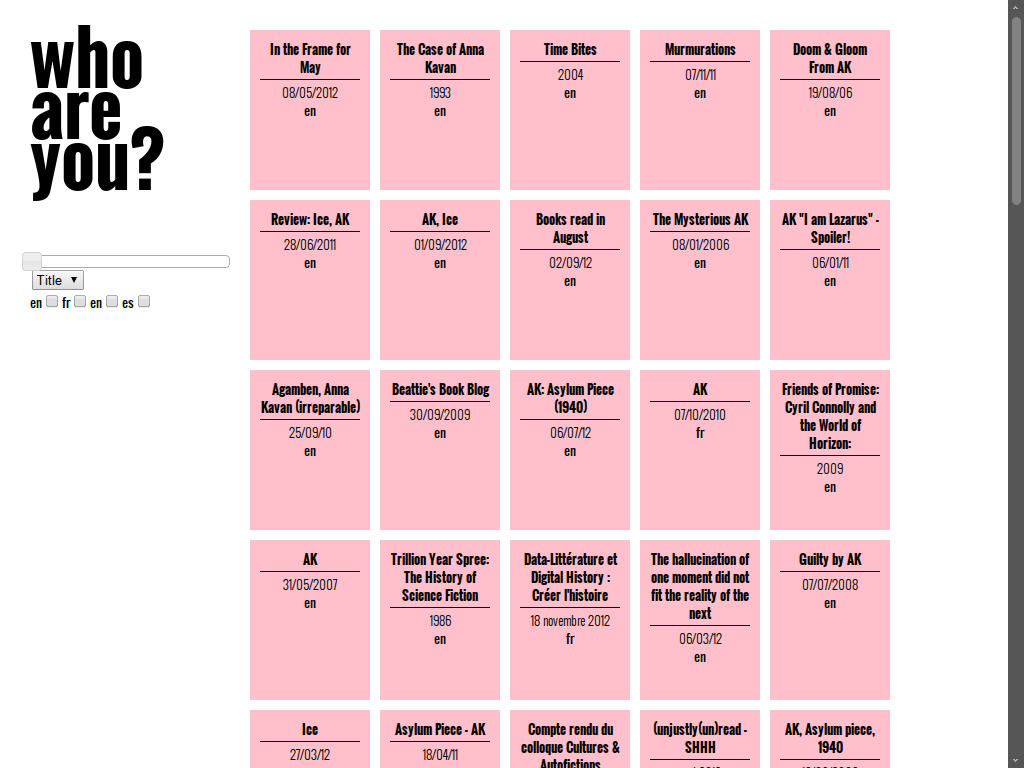 who
are
you?
Title
en fr en es
In the Frame for
May
08/05/2012
en
The Case of Anna
Kavan
1993
en
Time Bites
2004
en
Murmurations
07/11/11
en
Doom & Gloom
From AK
19/08/06
en
Review: Ice, AK
28/06/2011
en
AK, Ice
01/09/2012
en
Books read in
August
02/09/12
en
The Mysterious AK
08/01/2006
en
AK "I am Lazarus" -
Spoiler!
06/01/11
en
Agamben, Anna
Kavan (irreparable)
25/09/10
en
Beattie's Book Blog
30/09/2009
en
AK: Asylum Piece
(1940)
06/07/12
en
AK
07/10/2010
fr
Friends of Promise:
Cyril Connolly and
the World of
Horizon:
2009
en
AK
31/05/2007
en
Trillion Year Spree:
The History of
Science Fiction
1986
en
Data-Littérature et
Digital History :
Créer l'histoire
18 novembre 2012
fr
The hallucination of
one moment did not
fit the reality of the
next
06/03/12
en
Guilty by AK
07/07/2008
en
Ice
27/03/12
Asylum Piece - AK
18/04/11
Compte rendu du
colloque Cultures &
Autofictions
(unjustly(un)read -
SHHH
AK, Asylum piece,
1940